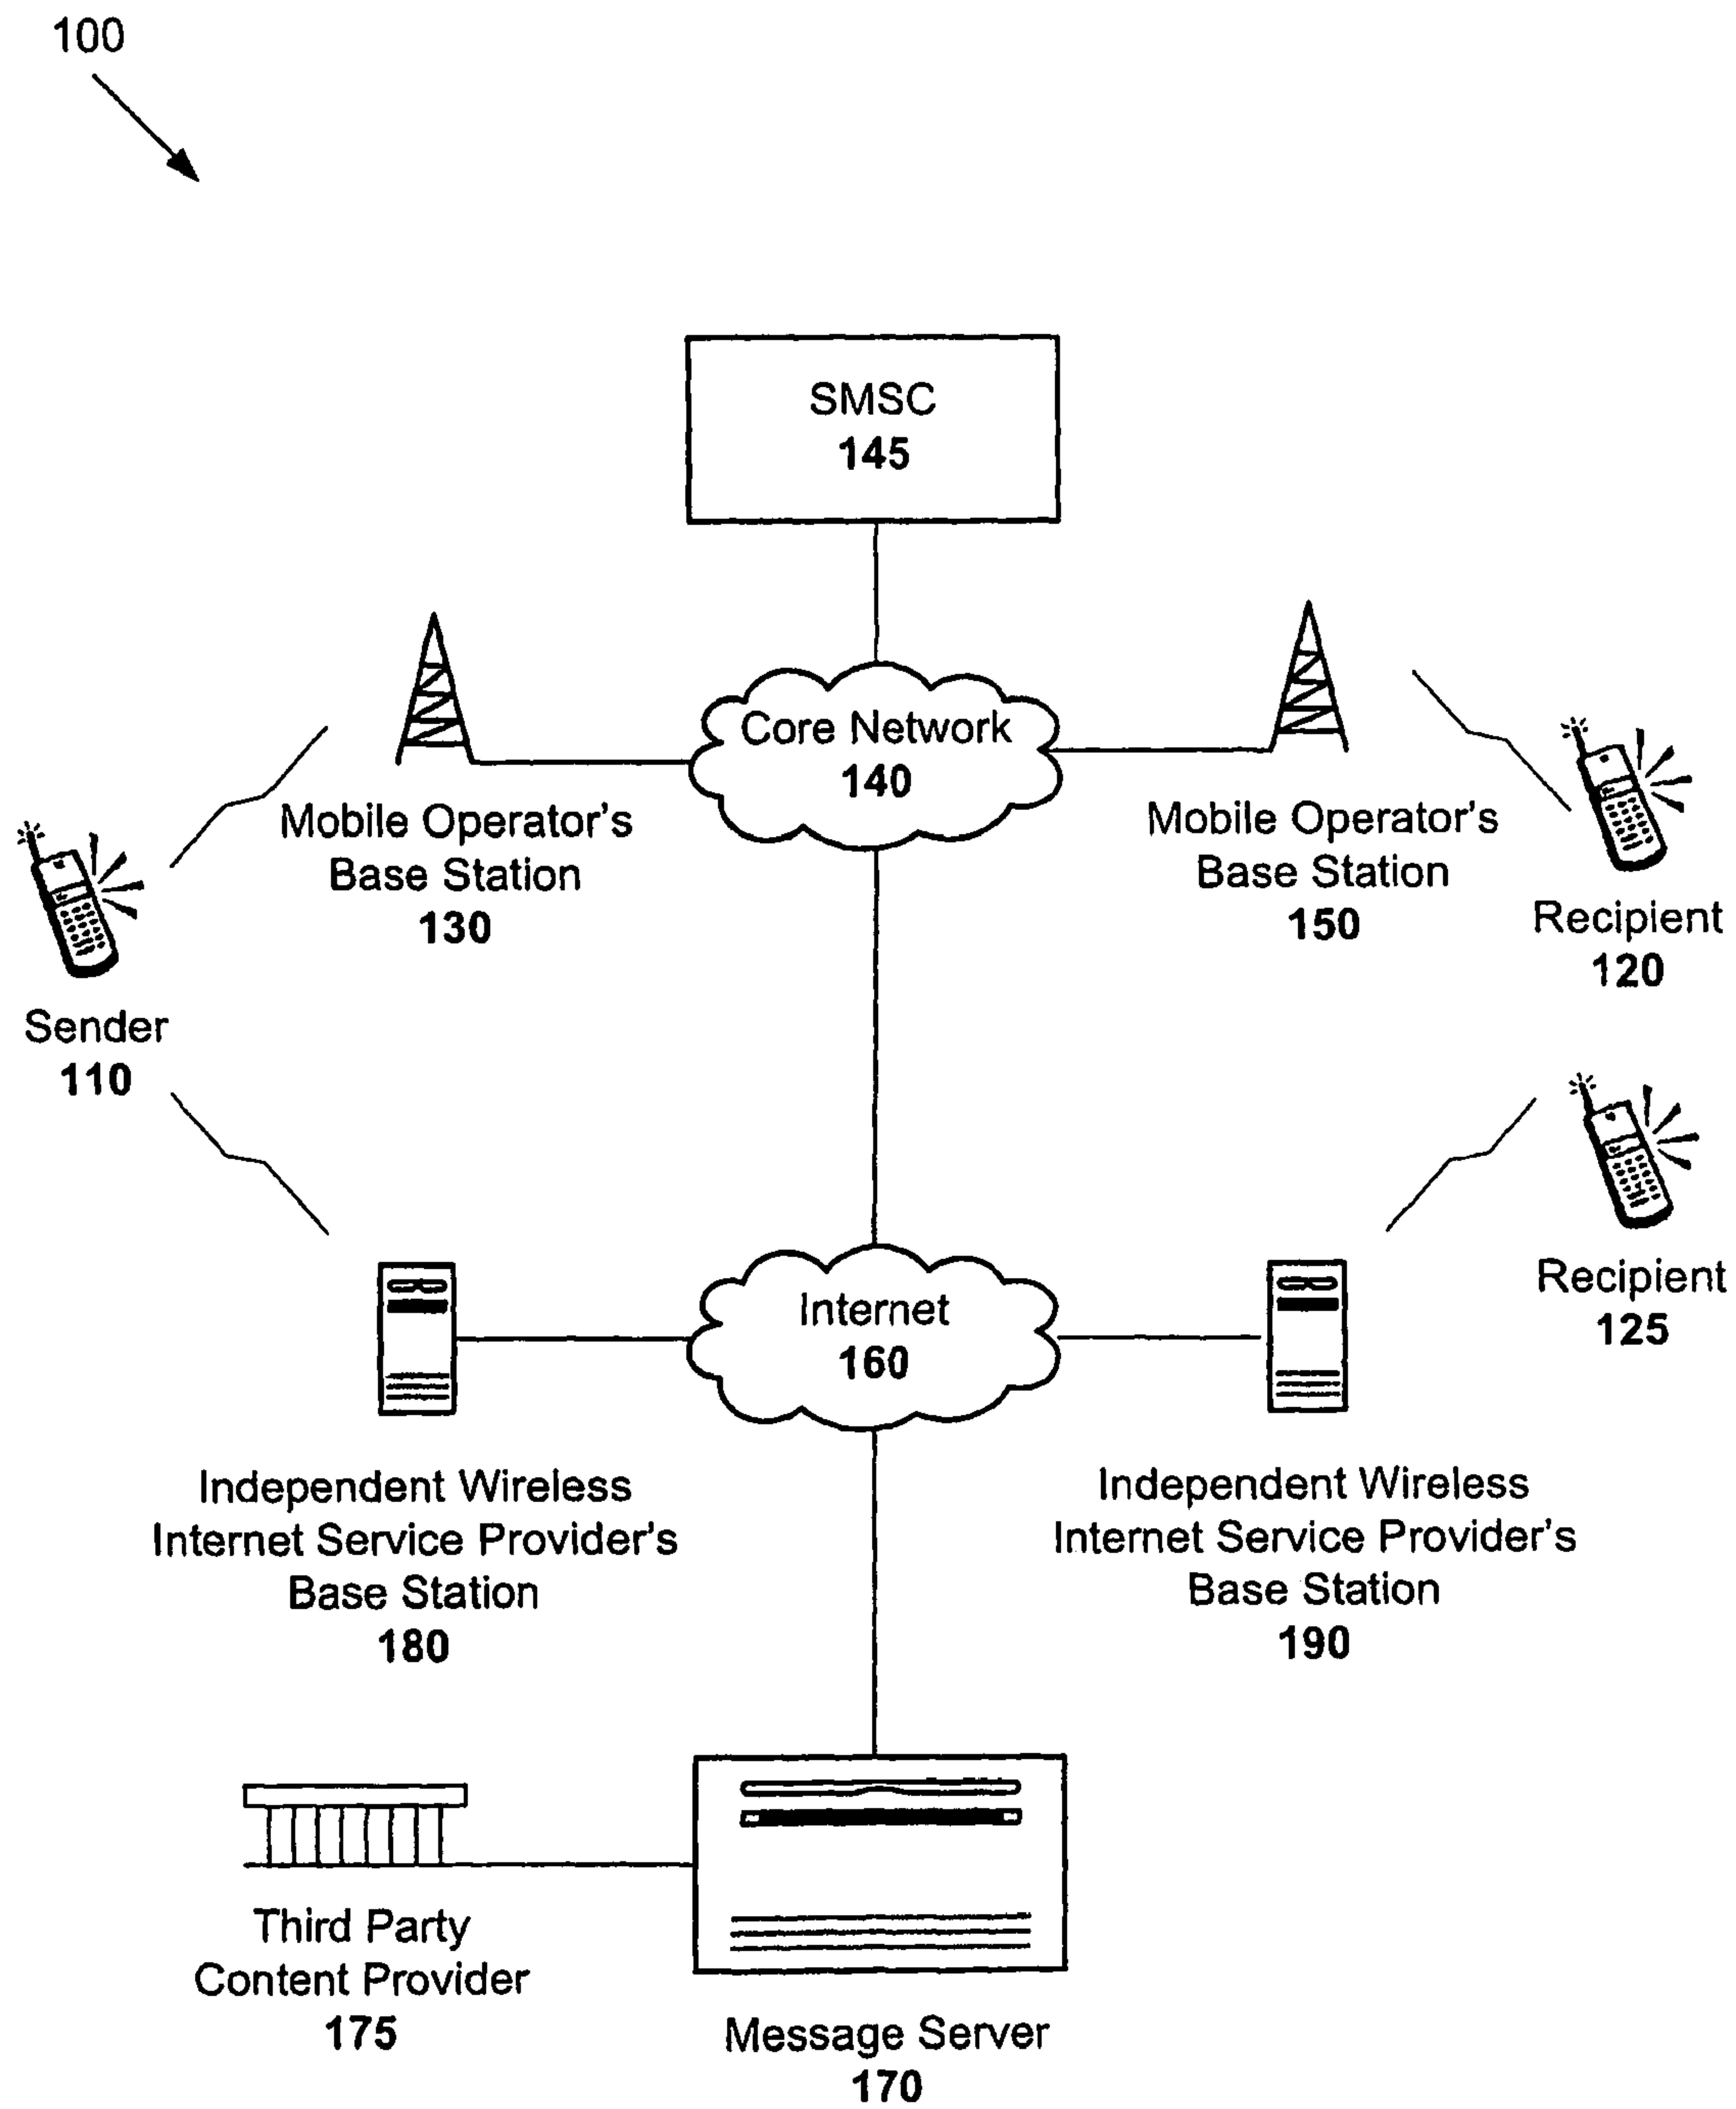 100
SMSC
145
Core Network
140
Mobile Operator's
Base Station
130
Mobile Operator's
Base Station
150
Recipient
120
Sender
110
Recipient
125
Internet
160
Independent Wireless
Internet Service Provider's
Base Station
180
Independent Wireless
Internet Service Provider's
Base Station
190
Third Party
Content Provider
175
Message Server
170